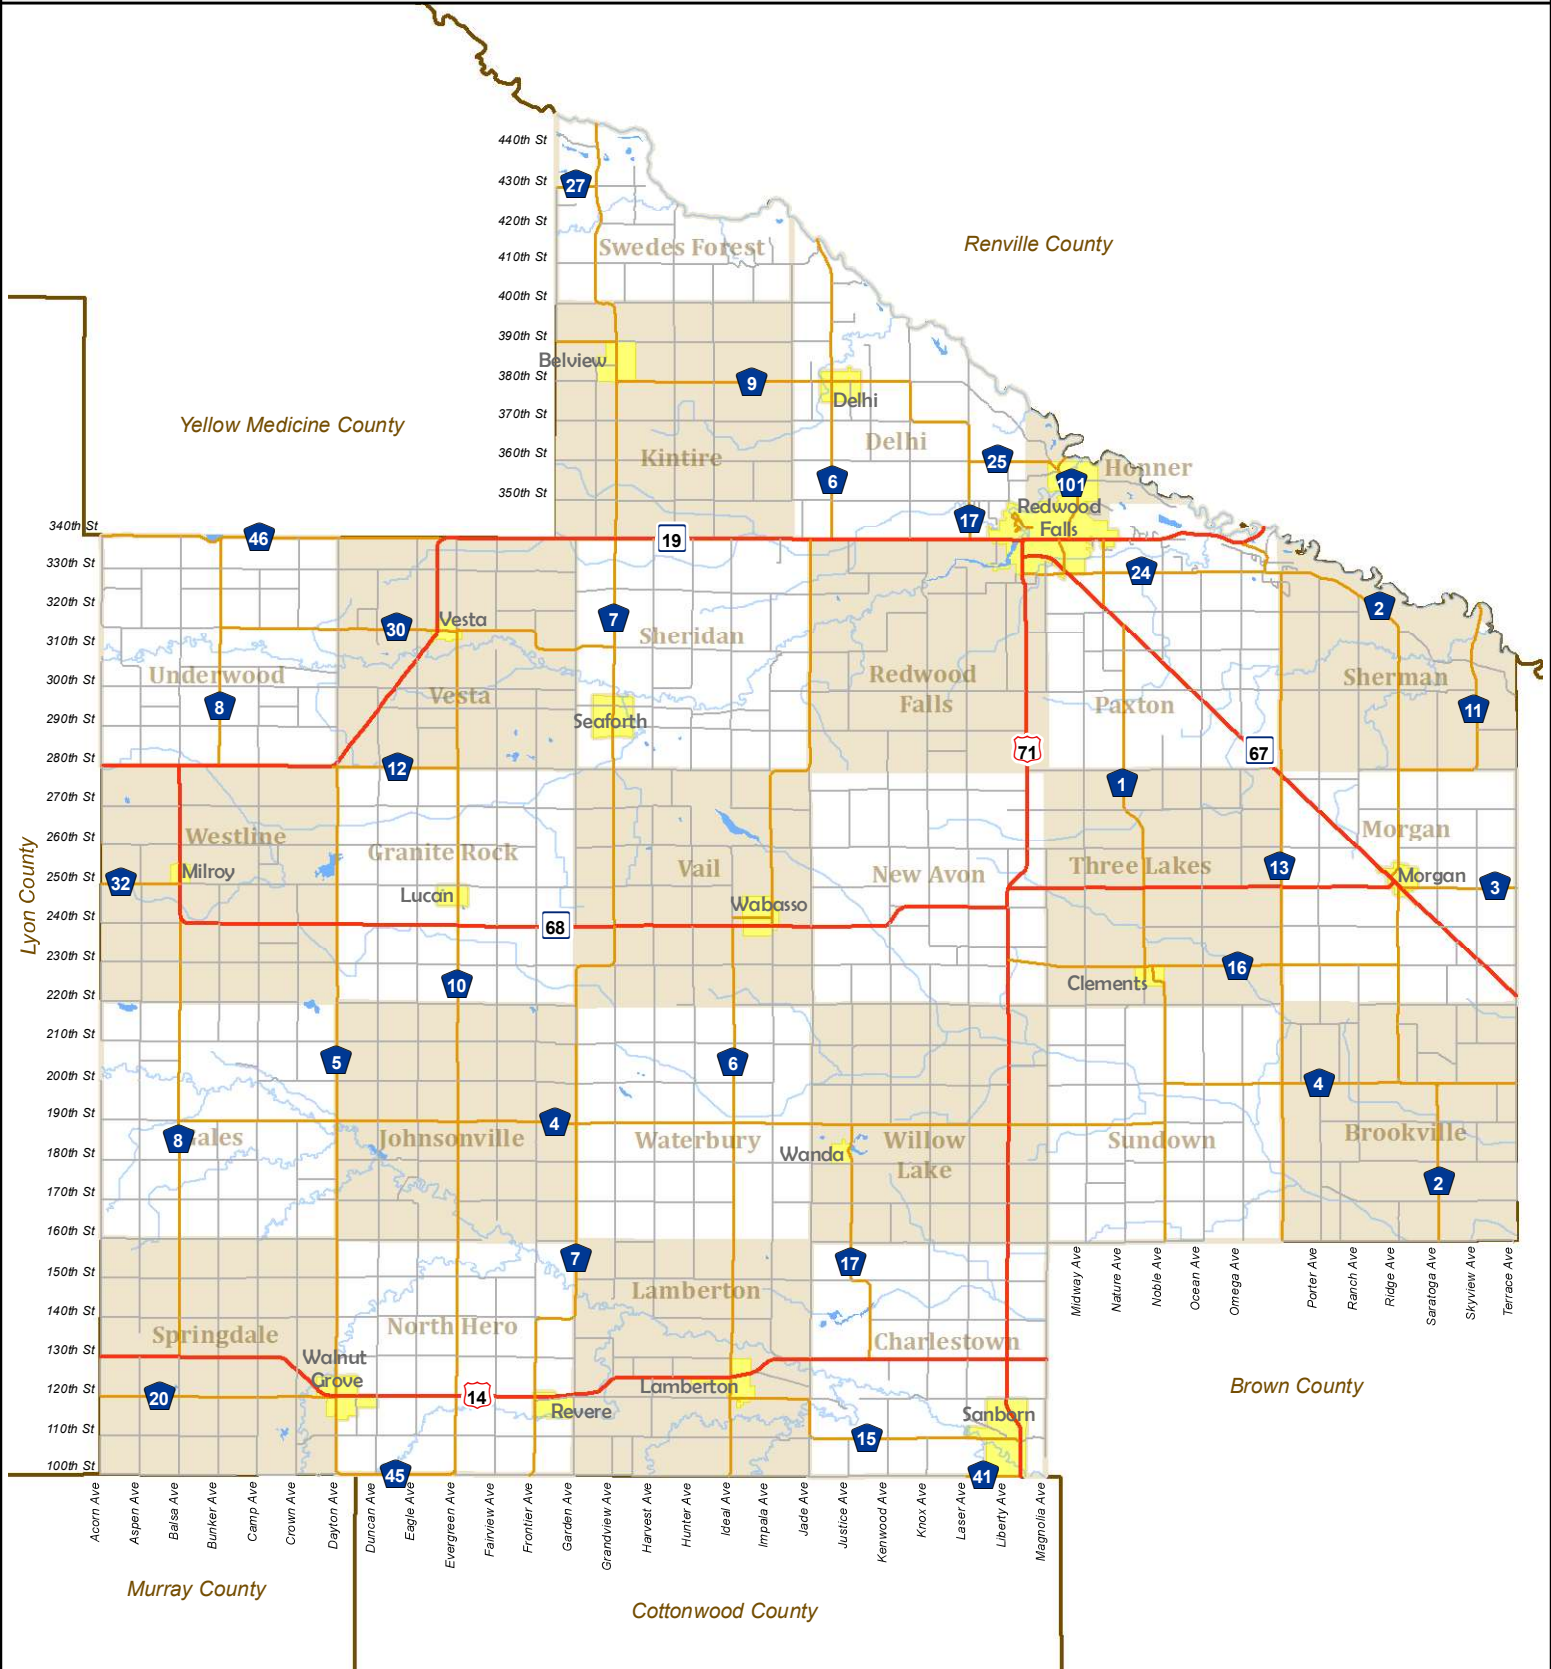 440th St
430th St
27
420th St
Swedes Forest
Renville County
410th St
400th St
390th St
Belview
380th St
9
Delhi
370th St
Yellow Medicine County
Delhi
360th St
Kintire
25
Honner
6
101
350th St
Redwood
Falls
17
340th St
46
19
330th St
24
320th St
2
30
Vesta
7
310th St
Sheridan
Underwood
300th St
Vesta
Redwood
Falls
Sherman
8
Paxton
11
290th St
Seaforth
280th St
12
71
67
270th St
1
260th St
Westline
Granite Rock
Morgan
250th St
32
Milroy
Vail
New Avon
Three Lakes
13
Morgan
3
Lucan
Wabasso
240th St
68
Lyon County
230th St
16
10
Clements
220th St
210th St
5
6
200th St
4
190th St
4
8
ales
Johnsonville
Waterbury
Willow
Lake
Sundown
Brookville
180th St
Wanda
2
170th St
160th St
7
17
150th St
Midway Ave
Nature Ave
Noble Ave
Ocean Ave
Omega Ave
Porter Ave
Ranch Ave
Ridge Ave
Saratoga Ave
Skyview Ave
Terrace Ave
Lamberton
140th St
Springdale
North Hero
Charlestown
130th St
Walnut
Grove
120th St
20
14
Lamberton
Revere
Brown County
Sanborn
110th St
15
100th St
45
41
Acorn Ave
Aspen Ave
Balsa Ave
Bunker Ave
Camp Ave
Crown Ave
Dayton Ave
Duncan Ave
Eagle Ave
Evergreen Ave
Fairview Ave
Frontier Ave
Garden Ave
Grandview Ave
Harvest Ave
Hunter Ave
Ideal Ave
Impala Ave
Jade Ave
Justice Ave
Kenwood Ave
Knox Ave
Laser Ave
Liberty Ave
Magnolia Ave
Murray County
Cottonwood County